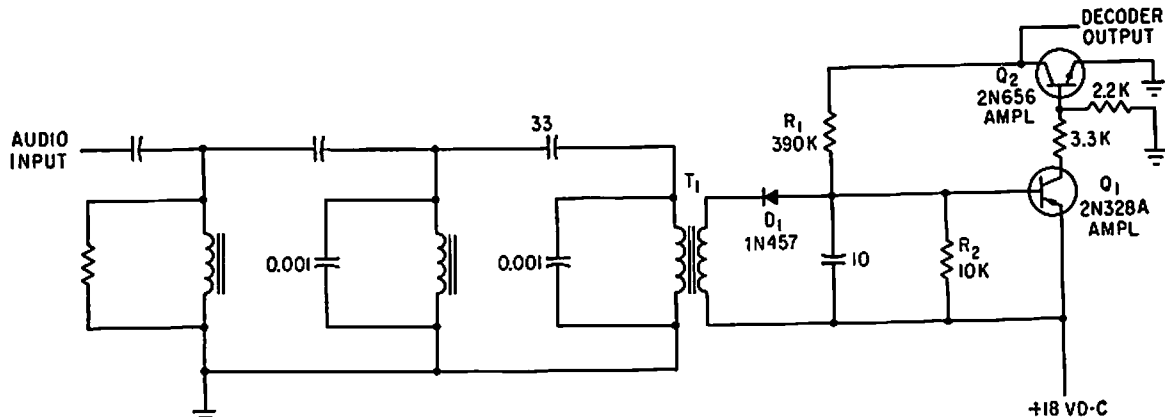 DECODER
OUTPUT
Q2
2N656
AMPL
2.2K
AUDIO
INPUT
33
R1
390K
3.3K
T1
Q1
2N328A
AMPL
D1
1N457
0.001
0.001
10
R2
10K
+18 VD-C